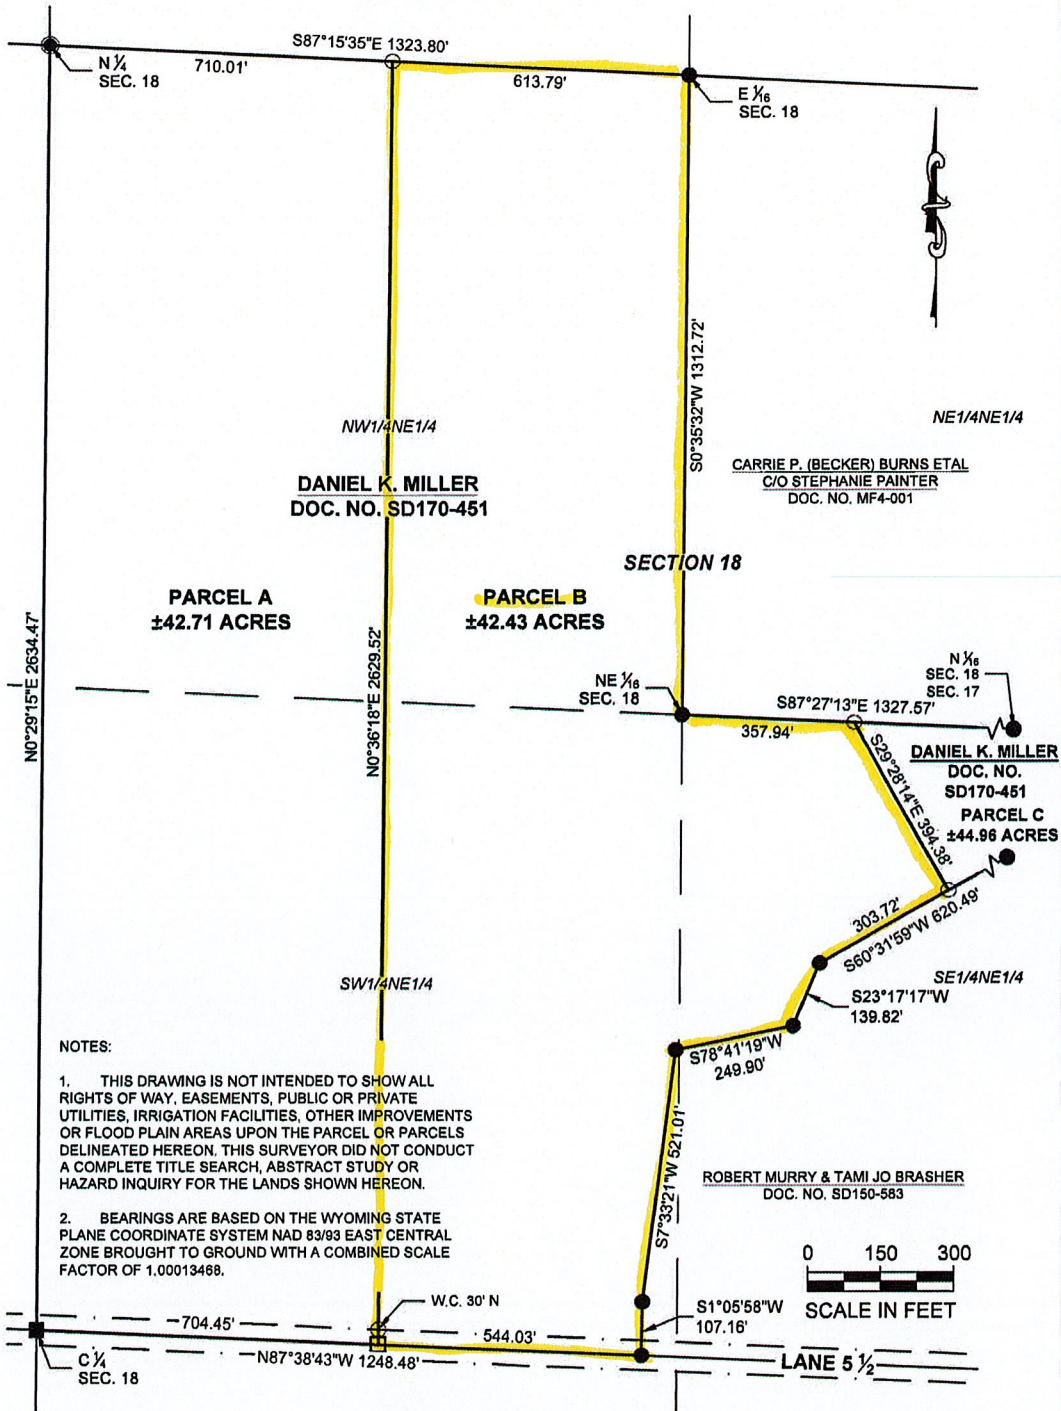 S87°15'35"E 1323.80'
710.01'
613.79'
N 1/4
SEC. 18
E 1/16
SEC. 18
S0°35'32"W 1312.72'
NW1/4NE1/4
NE1/4NE1/4
DANIEL K. MILLER
DOC. NO. SD170-451
CARRIE P. (BECKER) BURNS ETAL
C/O STEPHANIE PAINTER
DOC. NO. MF4-001
SECTION 18
PARCEL A
±42.71 ACRES
PARCEL B
±42.43 ACRES
N0°29'15"E 2634.47'
N0°36'18"E 2629.52'
NE 1/16
SEC. 18
N 1/16
SEC. 18
SEC. 17
S87°27'13"E 1327.57'
357.94'
S29°28'14"E 394.38'
DANIEL K. MILLER
DOC. NO.
SD170-451
PARCEL C
±44.96 ACRES
303.72'
S60°31'59"W 620.49'
SW1/4NE1/4
SE1/4NE1/4
S23°17'17"W
139.82'
S78°41'19"W
249.90'
NOTES:
1. THIS DRAWING IS NOT INTENDED TO SHOW ALL
RIGHTS OF WAY, EASEMENTS, PUBLIC OR PRIVATE
UTILITIES, IRRIGATION FACILITIES, OTHER IMPROVEMENTS
OR FLOOD PLAIN AREAS UPON THE PARCEL OR PARCELS
DELINEATED HEREON. THIS SURVEYOR DID NOT CONDUCT
A COMPLETE TITLE SEARCH, ABSTRACT STUDY OR
HAZARD INQUIRY FOR THE LANDS SHOWN HEREON.
2. BEARINGS ARE BASED ON THE WYOMING STATE
PLANE COORDINATE SYSTEM NAD 83/93 EAST CENTRAL
ZONE BROUGHT TO GROUND WITH A COMBINED SCALE
FACTOR OF 1.00013468.
S7°33'21"W 521.01'
ROBERT MURRY & TAMI JO BRASHER
DOC. NO. SD150-583
0 150 300
SCALE IN FEET
W.C. 30' N
S1°05'58"W
107.16'
704.45'
544.03'
N87°38'43"W 1248.48'
LANE 5 1/2
C 1/4
SEC. 18